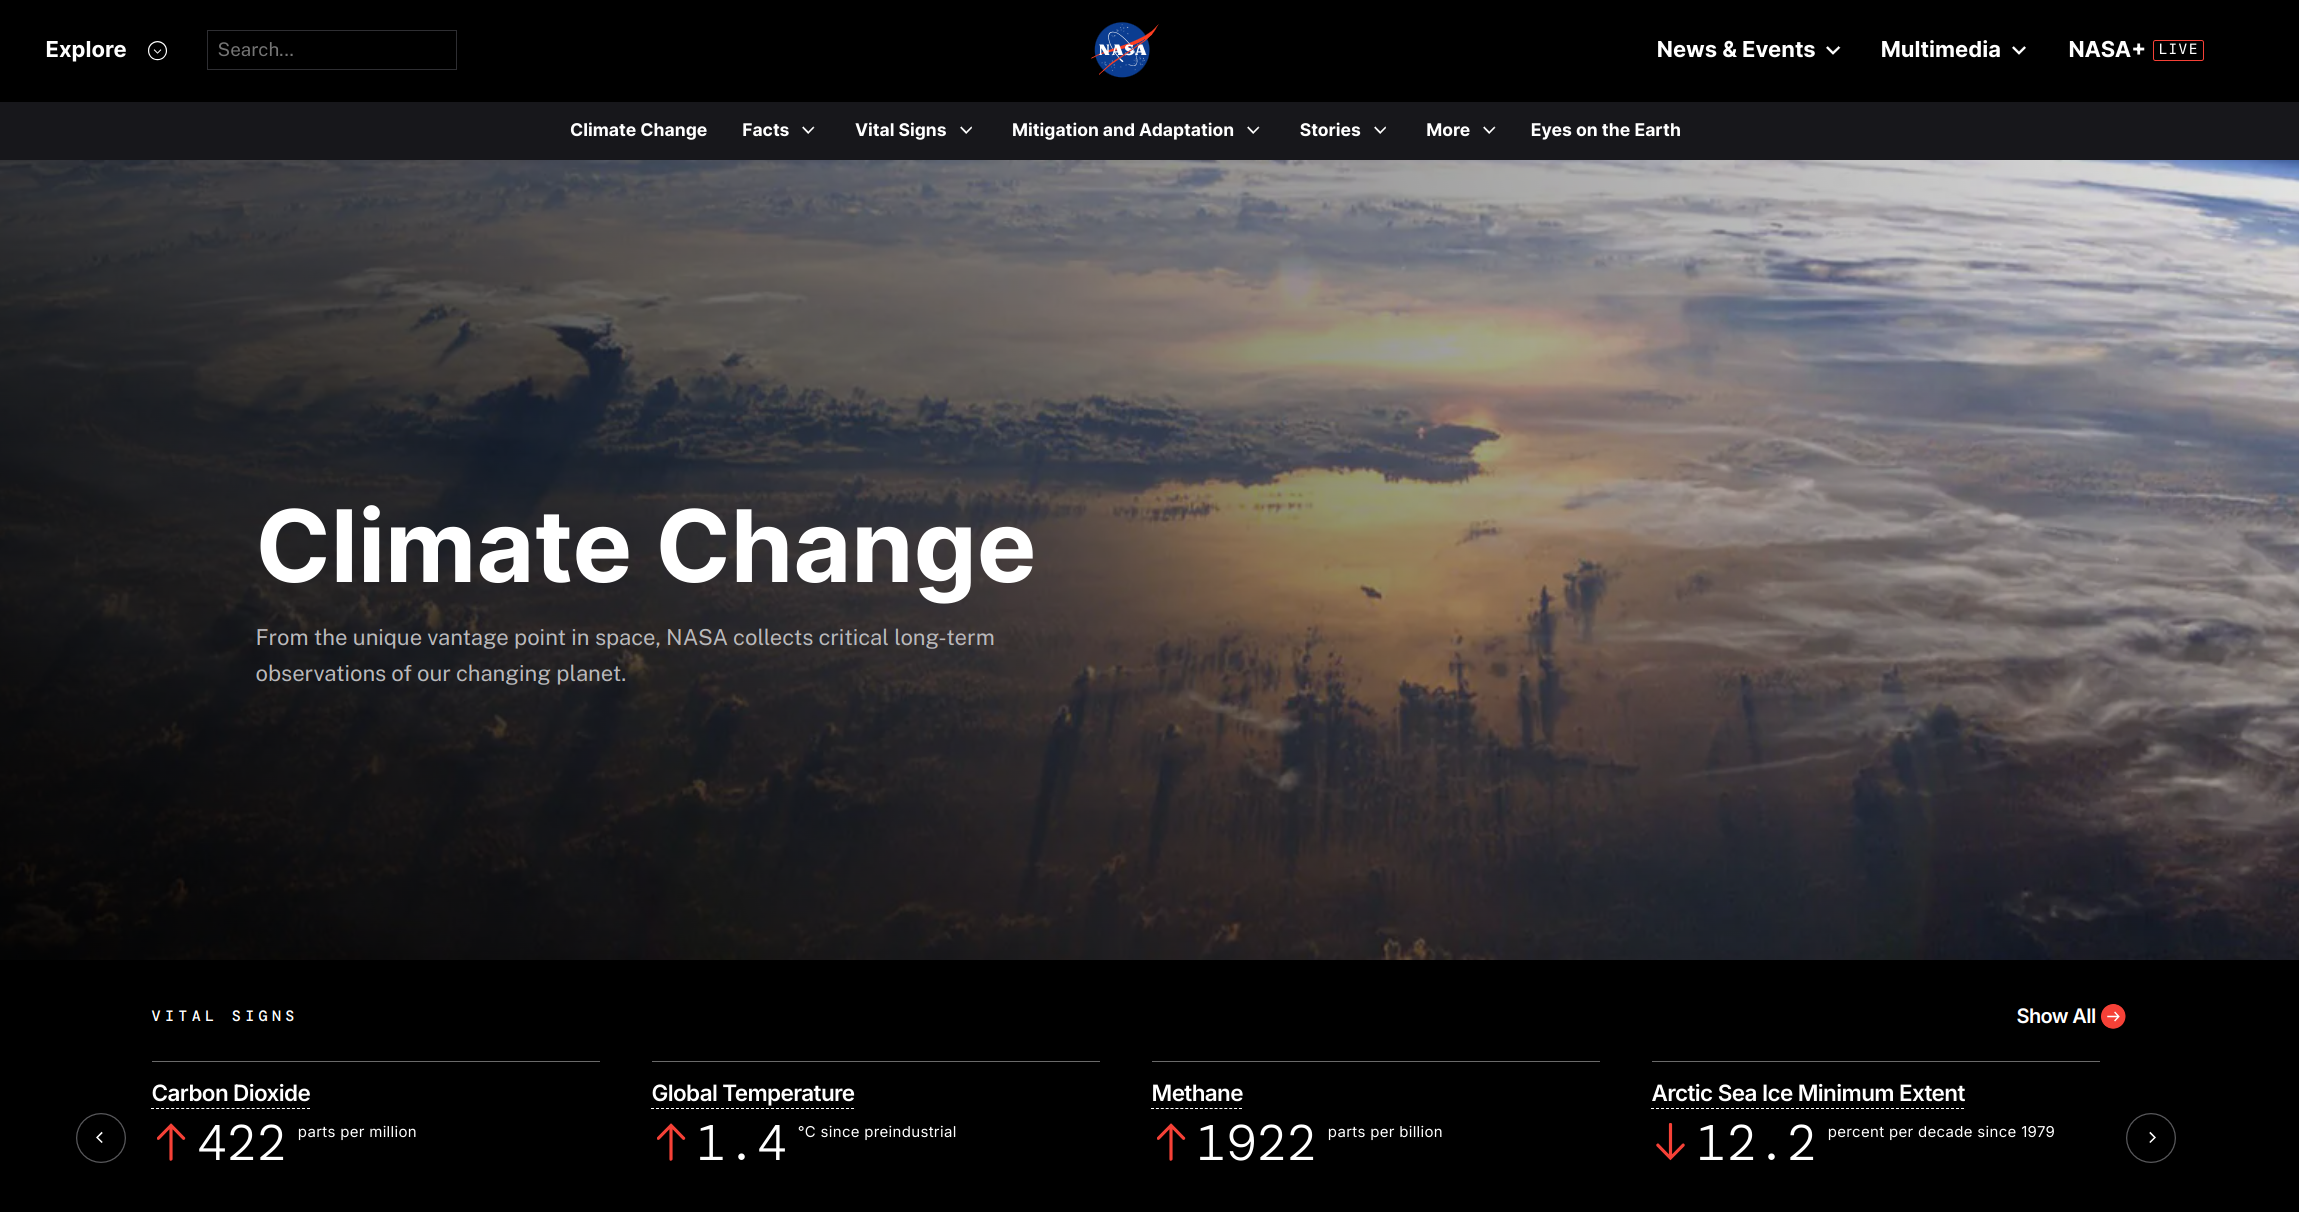 Explore
Search...
NASA
News & Events
Multimedia
NASA+ LIVE
Climate Change
Facts
Vital Signs
Mitigation and Adaptation
Stories
More
Eyes on the Earth
Climate Change
From the unique vantage point in space, NASA collects critical long-term
observations of our changing planet.
VITAL SIGNS
Show All
Carbon Dioxide
422 parts per million
Global Temperature
1.4 °C since preindustrial
Methane
1922 parts per billion
Arctic Sea Ice Minimum Extent
12.2 percent per decade since 1979